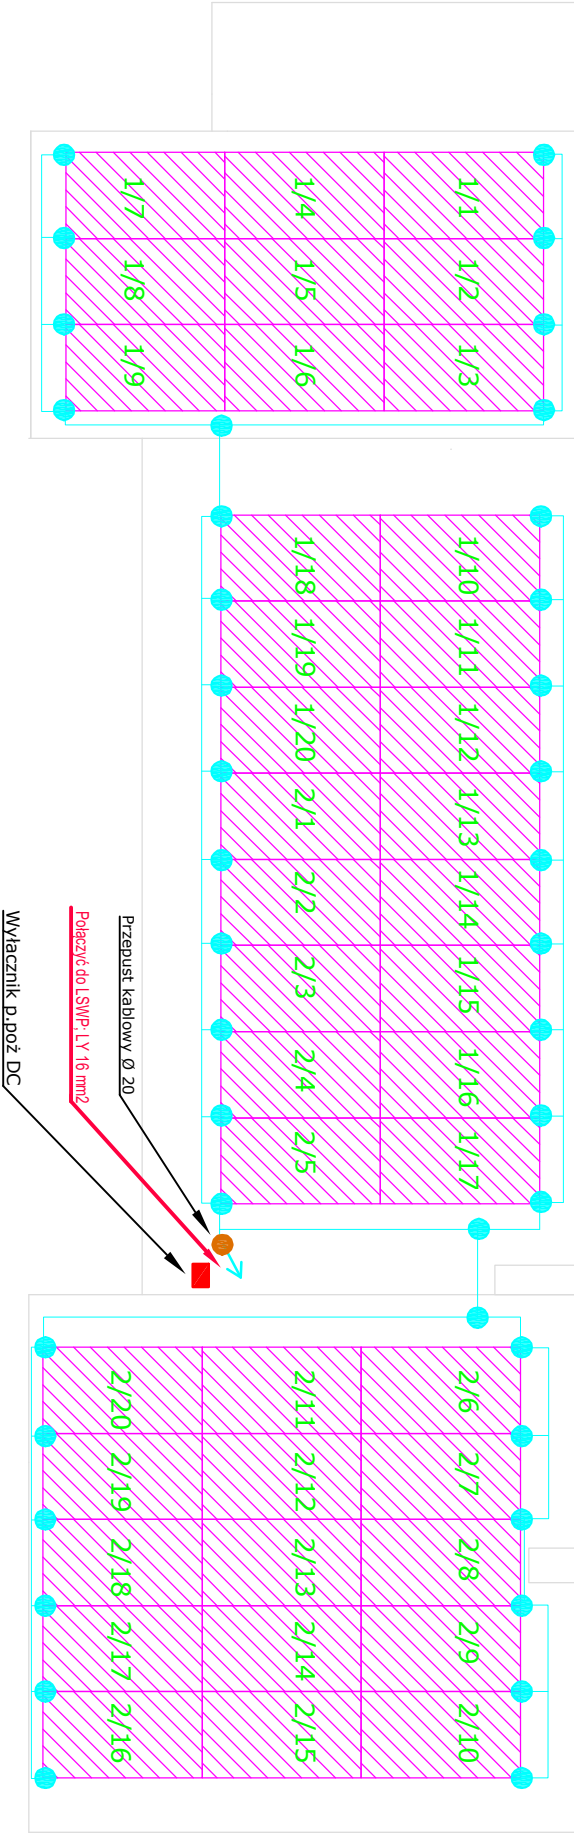 1/1 1/2 1/3
1/4 1/5 1/6
1/7 1/8 1/9
1/10 1/11 1/12 1/13 1/14 1/15 1/16 1/17
1/18 1/19 1/20 2/1 2/2 2/3 2/4 2/5
Przepust kablowy Ø 20
Połaczyć do LSWP; LY 16 mm2
Wyłacznik p.poż DC
2/6 2/7 2/8 2/9 2/10
2/11 2/12 2/13 2/14 2/15
2/20 2/19 2/18 2/17 2/16